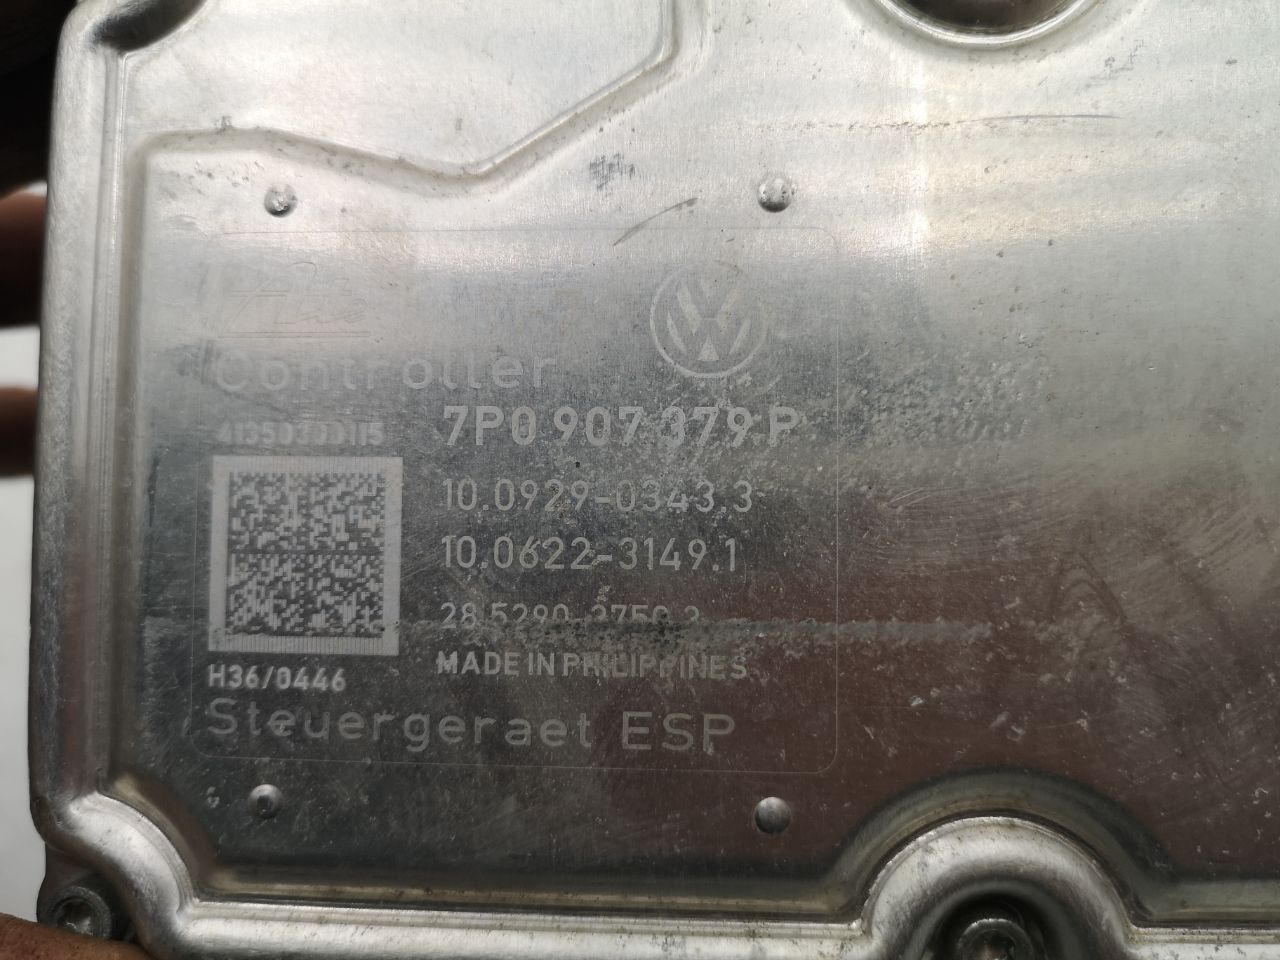 Ate
Controller
7P0 907 379 P
10.0929-0343.3
10.0622-3149.1
MADE IN PHILIPPINES
H36/0446
Steuergeraet ESP